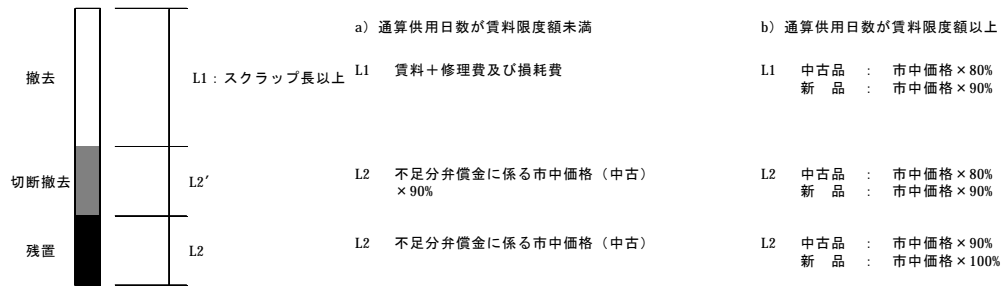 a）通算供用日数が賃料限度額未満
b）通算供用日数が賃料限度額以上
撤去
L1：スクラップ長以上
L1 賃料＋修理費及び損耗費
L1 中古品 ： 市中価格×80%
新　品 ： 市中価格×90%
切断撤去
L2′
L2 不足分弁償金に係る市中価格（中古）
×90%
L2 中古品 ： 市中価格×80%
新　品 ： 市中価格×90%
残置
L2
L2 不足分弁償金に係る市中価格（中古）
L2 中古品 ： 市中価格×90%
新　品 ： 市中価格×100%